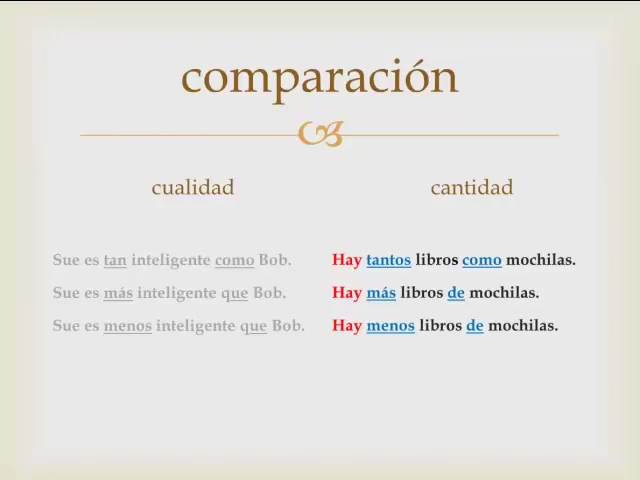 comparación
cualidad
cantidad
Sue es tan inteligente como Bob.
Sue es más inteligente que Bob.
Sue es menos inteligente que Bob.
Hay tantos libros como mochilas.
Hay más libros de mochilas.
Hay menos libros de mochilas.